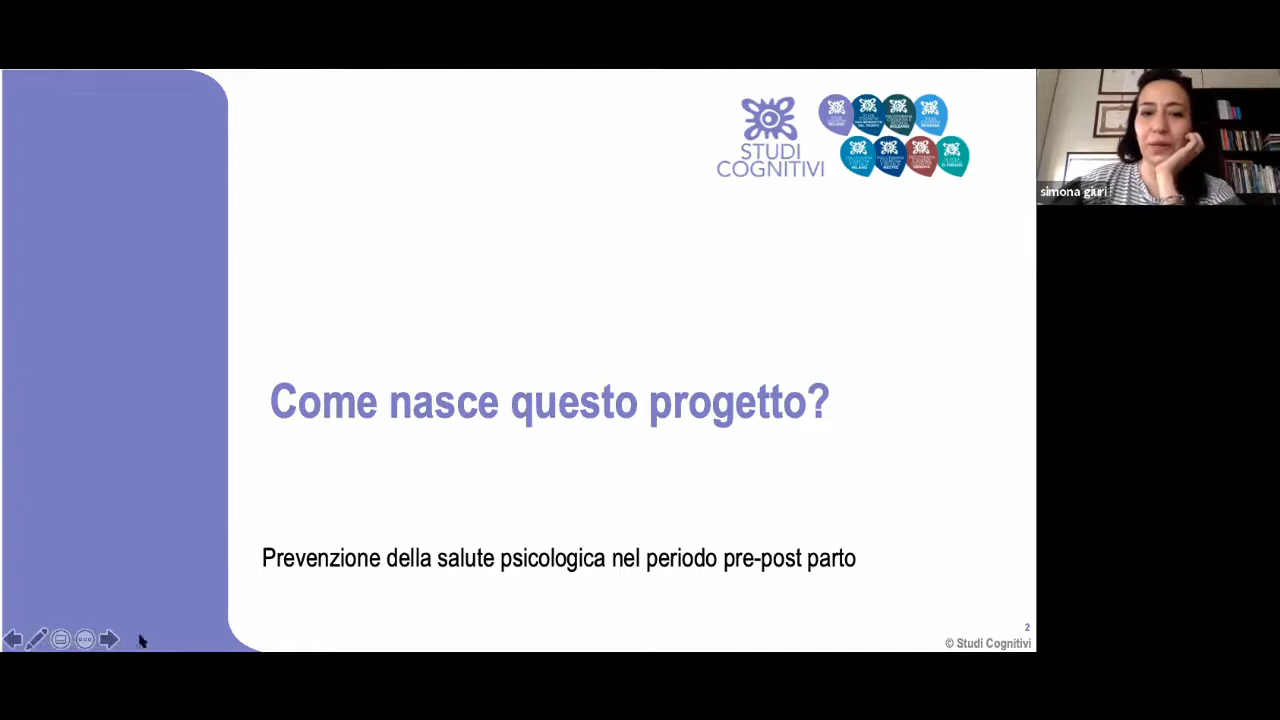 STUDI
COGNITIVI
simona giuri
Come nasce questo progetto?
Prevenzione della salute psicologica nel periodo pre-post parto
2
© Studi Cognitivi